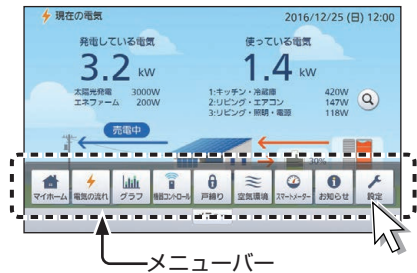 現在の電気 2016/12/25 (日) 12:00
発電している電気 使っている電気
3.2 kW 1.4 kW
太陽光発電 3000W
エネファーム 200W
1:キッチン・冷蔵庫 420W
2:リビング・エアコン 147W
3:リビング・照明・電源 118W
売電中
30%
マイホーム 電気の流れ グラフ 機器コントロール 戸締り 空気環境 スマートメーター お知らせ 設定
メニューバー